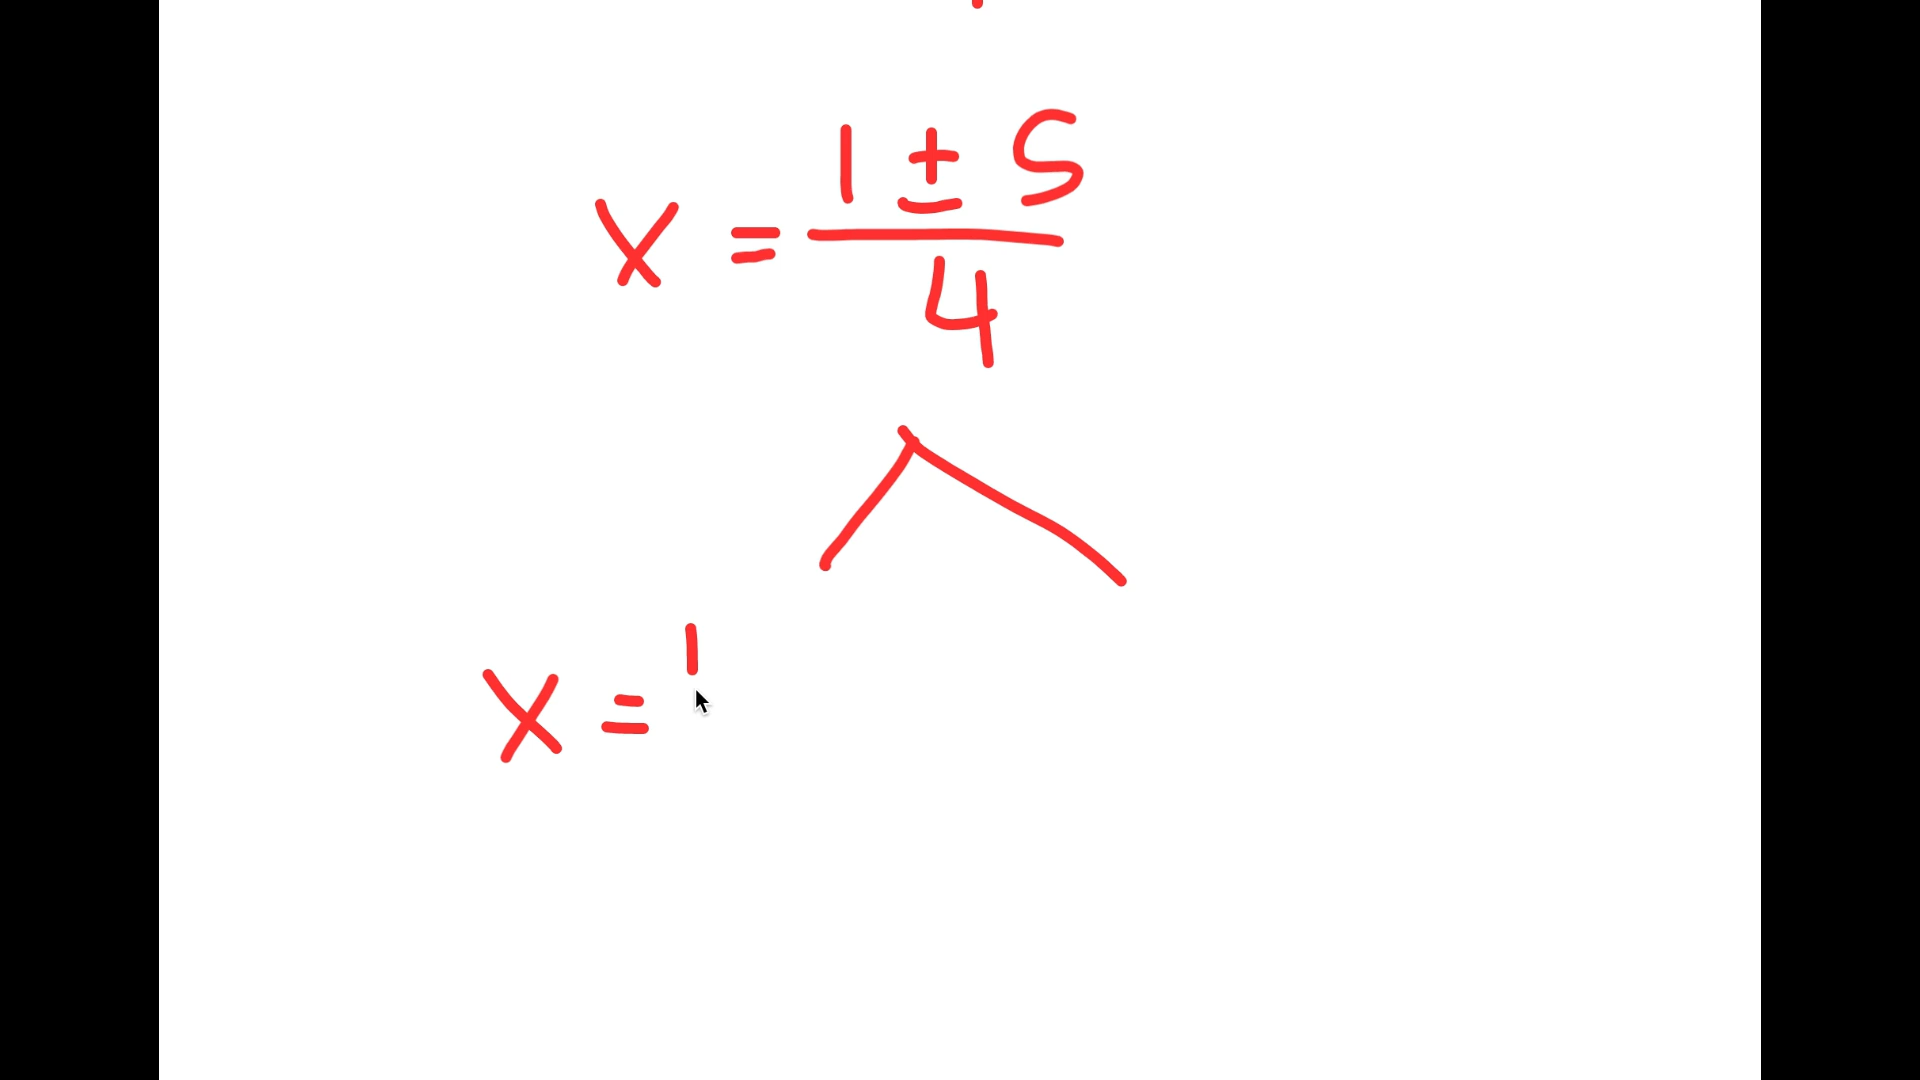 x = (1 ± 5)/4
x = 1